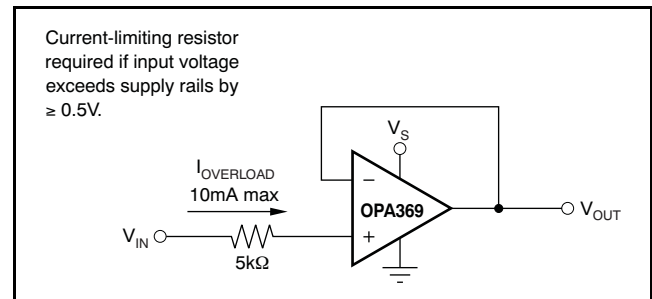 Current-limiting resistor
required if input voltage
exceeds supply rails by
≥ 0.5V.
V_S
I_OVERLOAD
10mA max
−
OPA369
V_OUT
V_IN
+
5kΩ